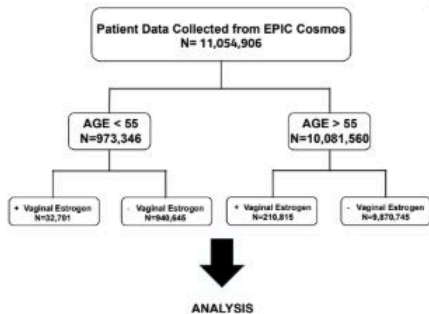 Patient Data Collected from EPIC Cosmos
N= 11,054,906
AGE < 55
N=973,346
AGE > 55
N=10,081,560
+ Vaginal Estrogen
N=32,701
- Vaginal Estrogen
N=940,645
+ Vaginal Estrogen
N=210,815
- Vaginal Estrogen
N=9,870,745
ANALYSIS